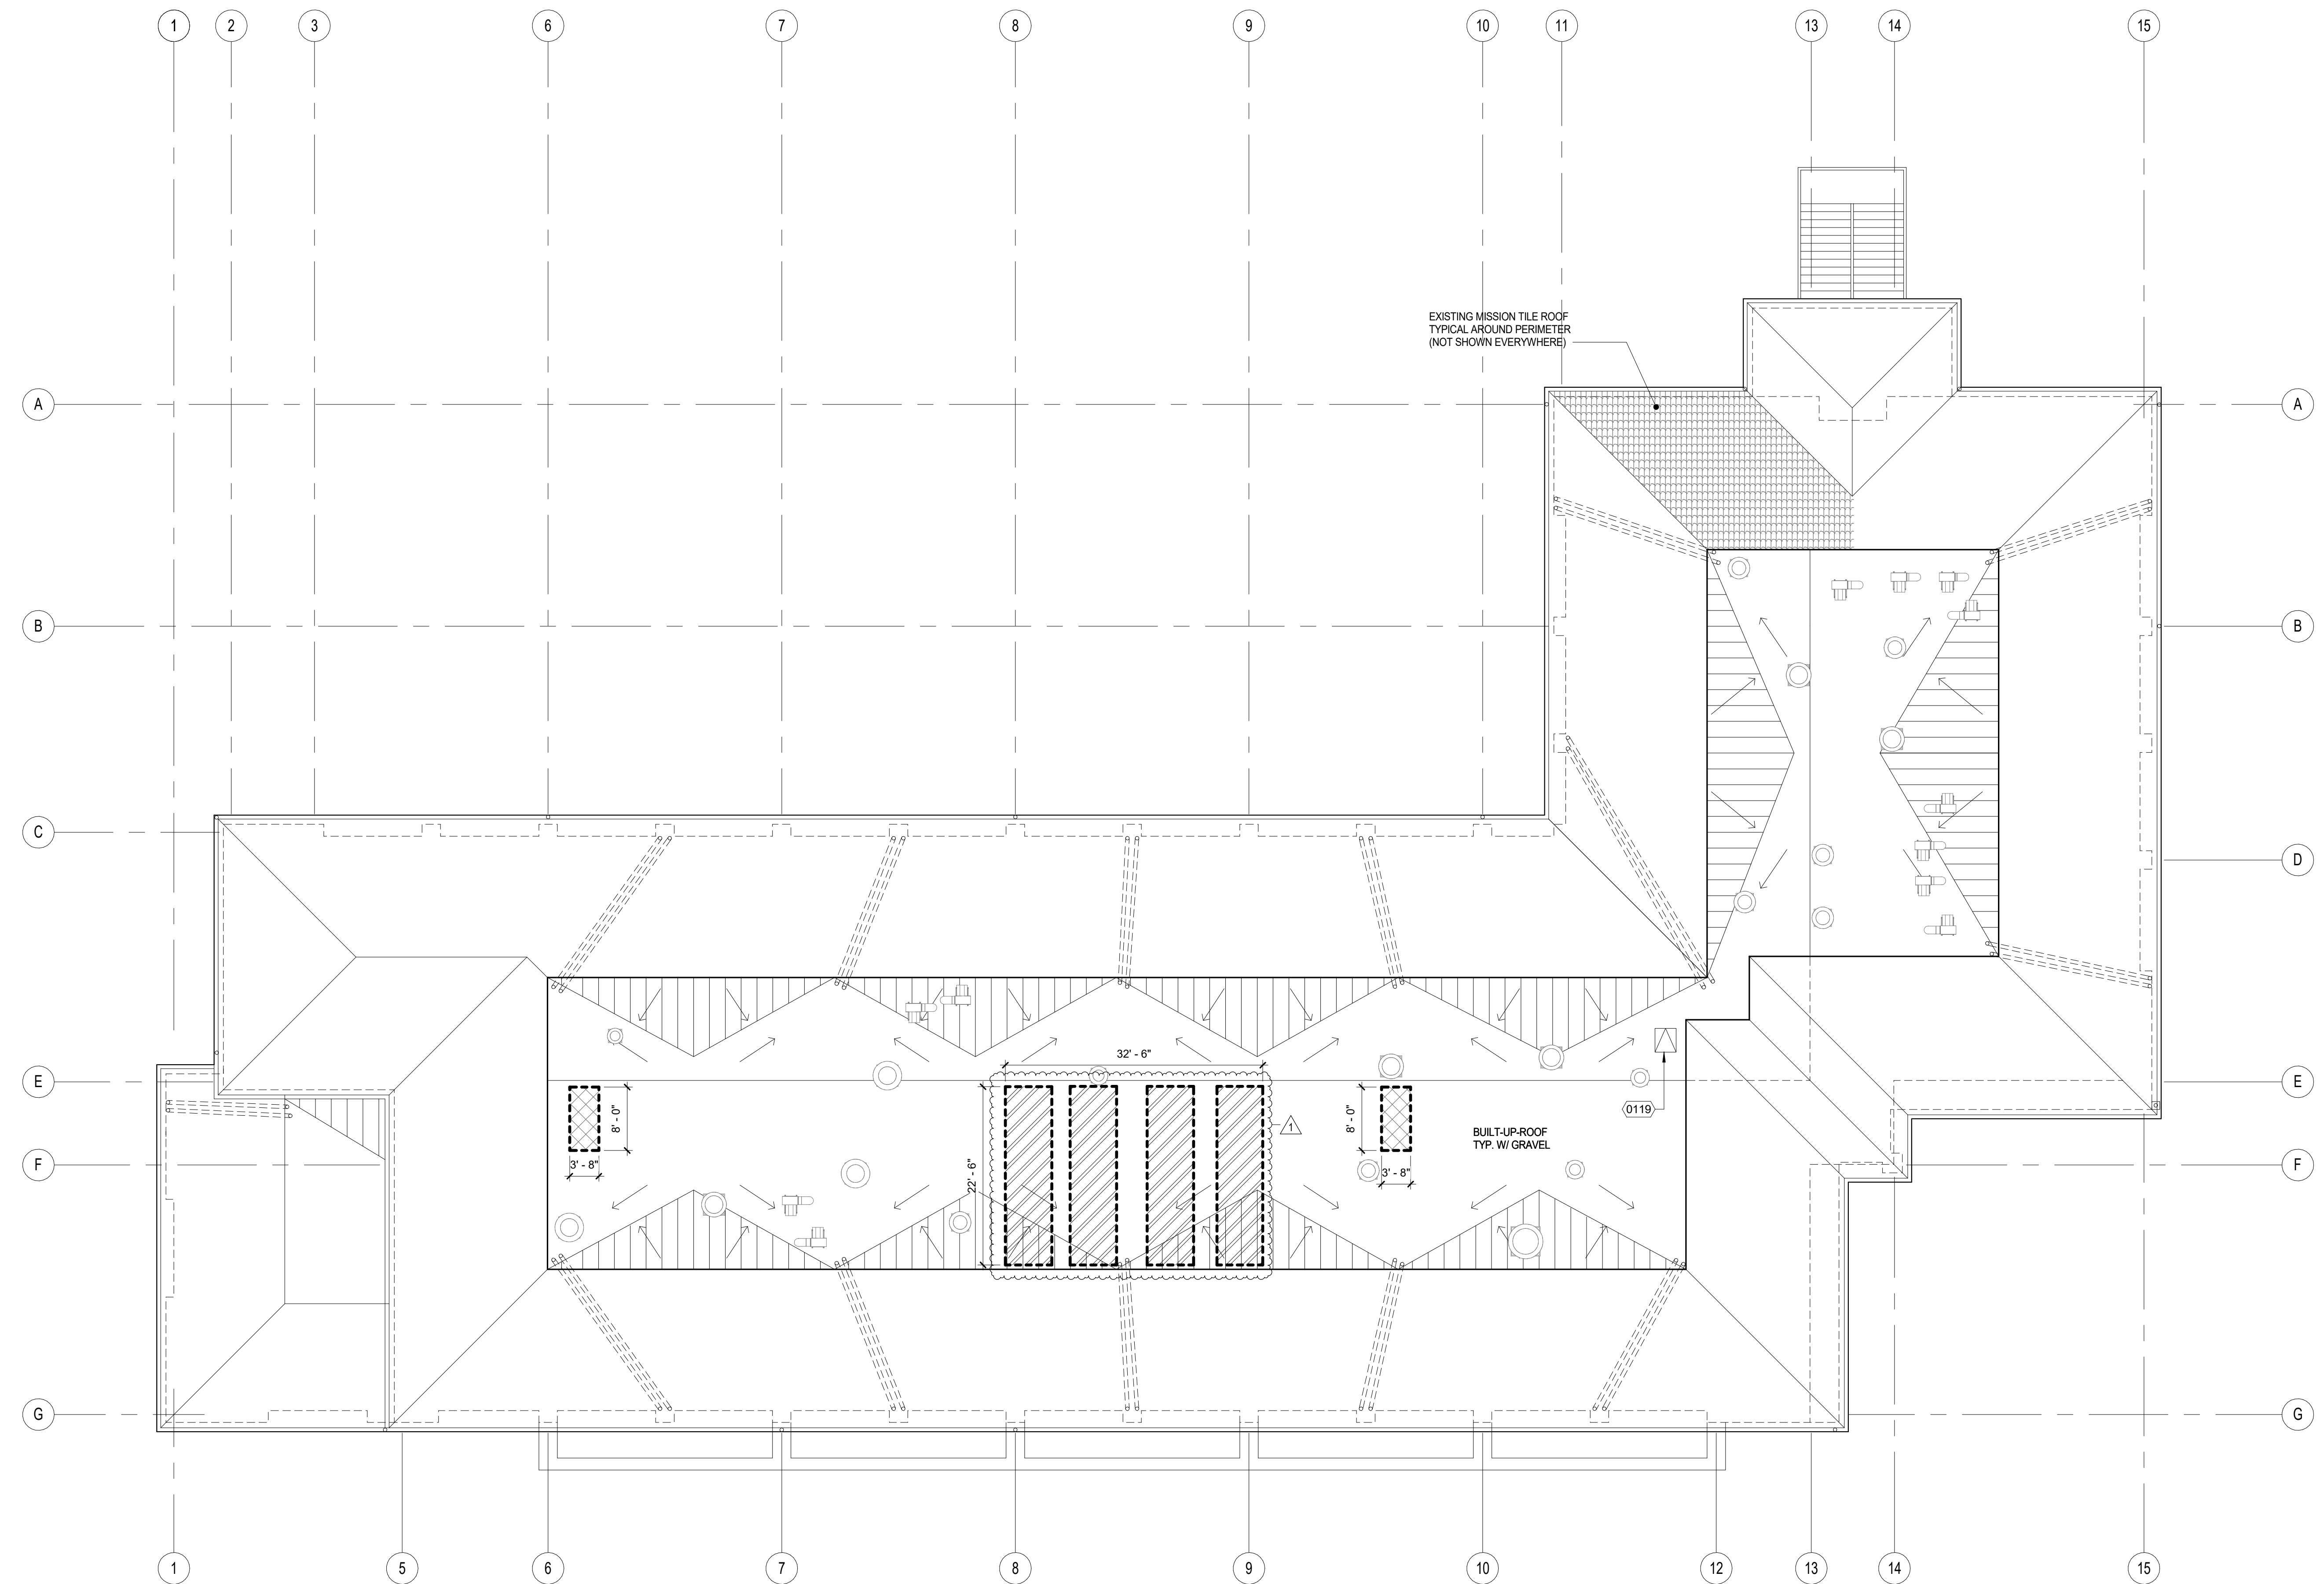 1
2
3
6
7
8
9
10
11
13
14
15
EXISTING MISSION TILE ROOF
TYPICAL AROUND PERIMETER
(NOT SHOWN EVERYWHERE)
A
A
B
B
C
D
32' - 6"
E
E
8' - 0"
8' - 0"
0119
1
BUILT-UP-ROOF
TYP. W/ GRAVEL
F
3' - 8"
22' - 6"
3' - 8"
F
G
G
1
5
6
7
8
9
10
12
13
14
15